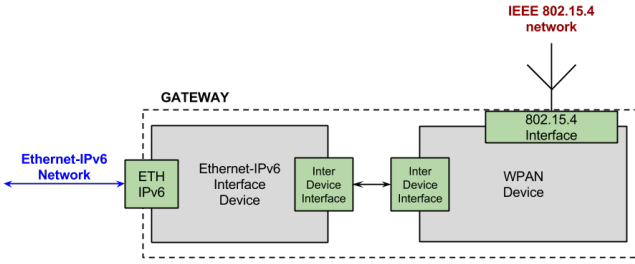 IEEE 802.15.4
network
GATEWAY
802.15.4
Interface
Ethernet-IPv6
Network
ETH
IPv6
Ethernet-IPv6
Interface
Device
Inter
Device
Interface
Inter
Device
Interface
WPAN
Device